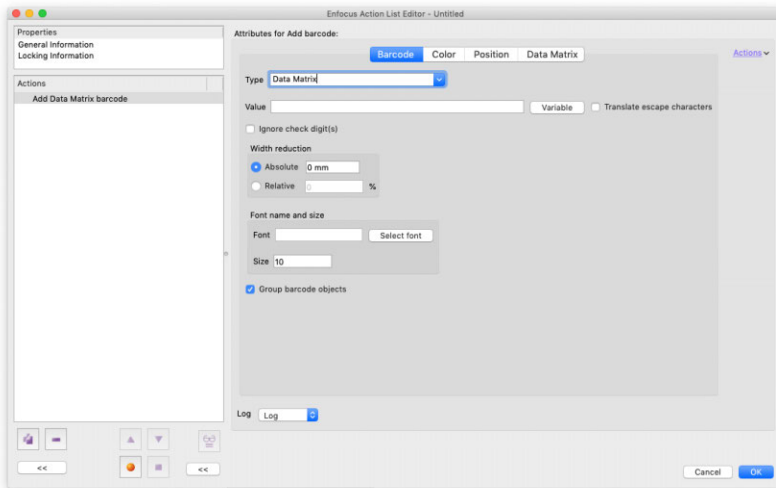 Enfocus Action List Editor - Untitled
Properties
General Information
Locking Information
Actions
Add Data Matrix barcode
<<
<<
Attributes for Add barcode:
Barcode Color Position Data Matrix
Actions
Type Data Matrix
Value Variable Translate escape characters
Ignore check digit(s)
Width reduction
Absolute 0 mm
Relative 0 %
Font name and size
Font Select font
Size 10
Group barcode objects
Log Log
Cancel OK